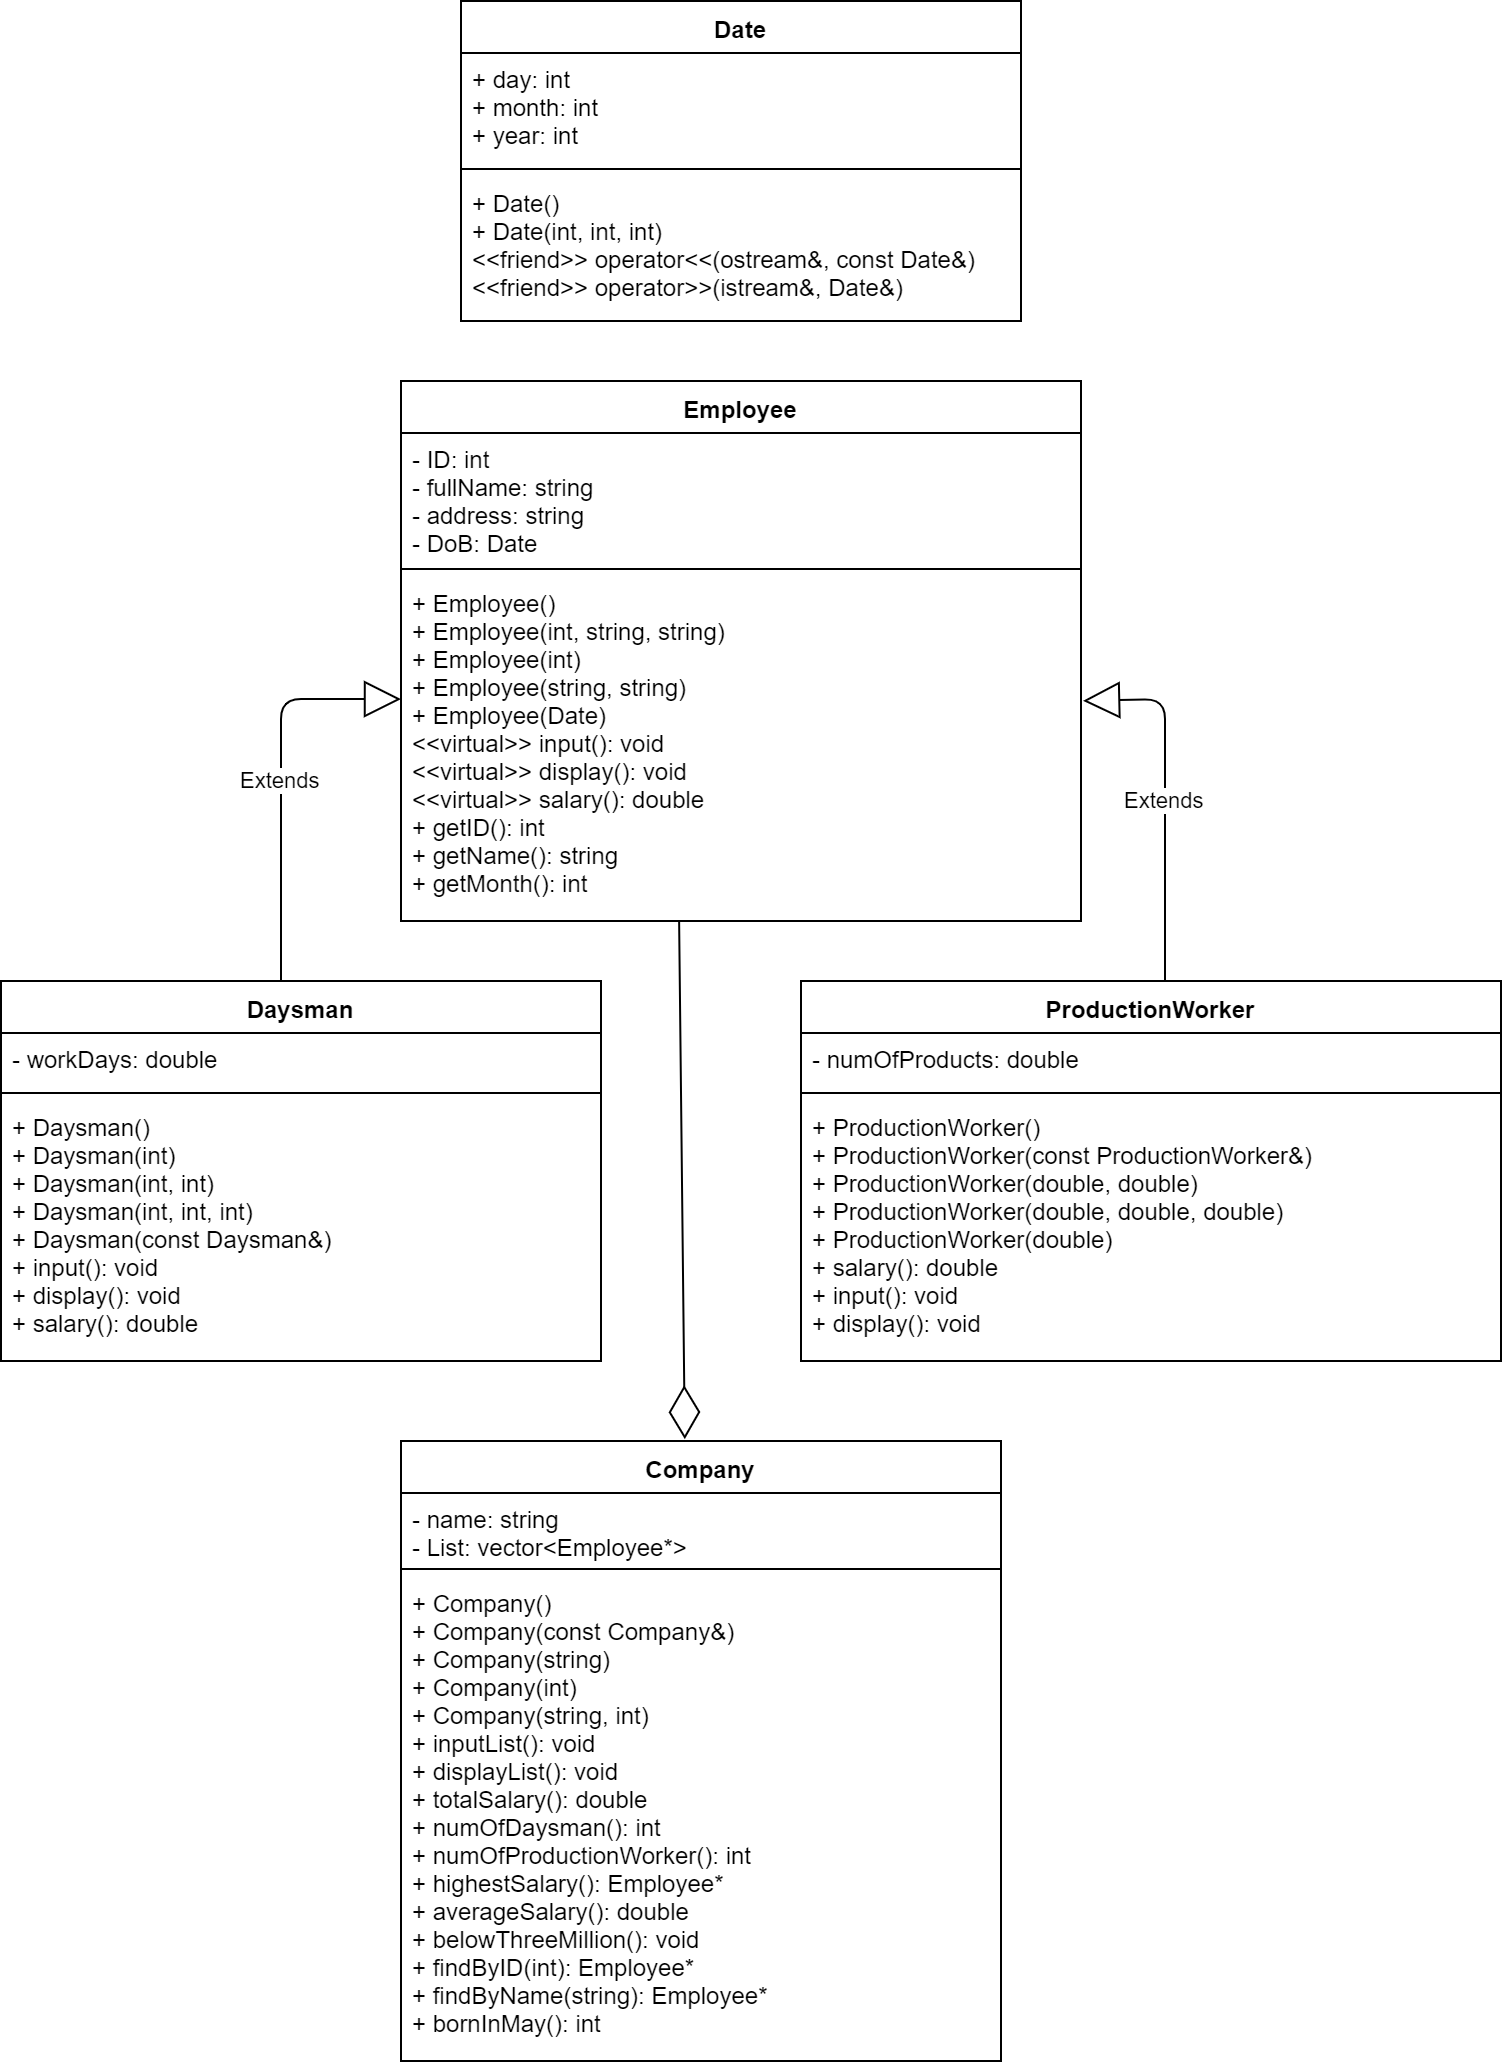 Date
+ day: int
+ month: int
+ year: int
+ Date()
+ Date(int, int, int)
<<friend>> operator<<(ostream&, const Date&)
<<friend>> operator>>(istream&, Date&)
Employee
- ID: int
- fullName: string
- address: string
- DoB: Date
+ Employee()
+ Employee(int, string, string)
+ Employee(int)
+ Employee(string, string)
+ Employee(Date)
<<virtual>> input(): void
<<virtual>> display(): void
<<virtual>> salary(): double
+ getID(): int
+ getName(): string
+ getMonth(): int
Extends
Extends
Daysman
- workDays: double
+ Daysman()
+ Daysman(int)
+ Daysman(int, int)
+ Daysman(int, int, int)
+ Daysman(const Daysman&)
+ input(): void
+ display(): void
+ salary(): double
ProductionWorker
- numOfProducts: double
+ ProductionWorker()
+ ProductionWorker(const ProductionWorker&)
+ ProductionWorker(double, double)
+ ProductionWorker(double, double, double)
+ ProductionWorker(double)
+ salary(): double
+ input(): void
+ display(): void
Company
- name: string
- List: vector<Employee*>
+ Company()
+ Company(const Company&)
+ Company(string)
+ Company(int)
+ Company(string, int)
+ inputList(): void
+ displayList(): void
+ totalSalary(): double
+ numOfDaysman(): int
+ numOfProductionWorker(): int
+ highestSalary(): Employee*
+ averageSalary(): double
+ belowThreeMillion(): void
+ findByID(int): Employee*
+ findByName(string): Employee*
+ bornInMay(): int